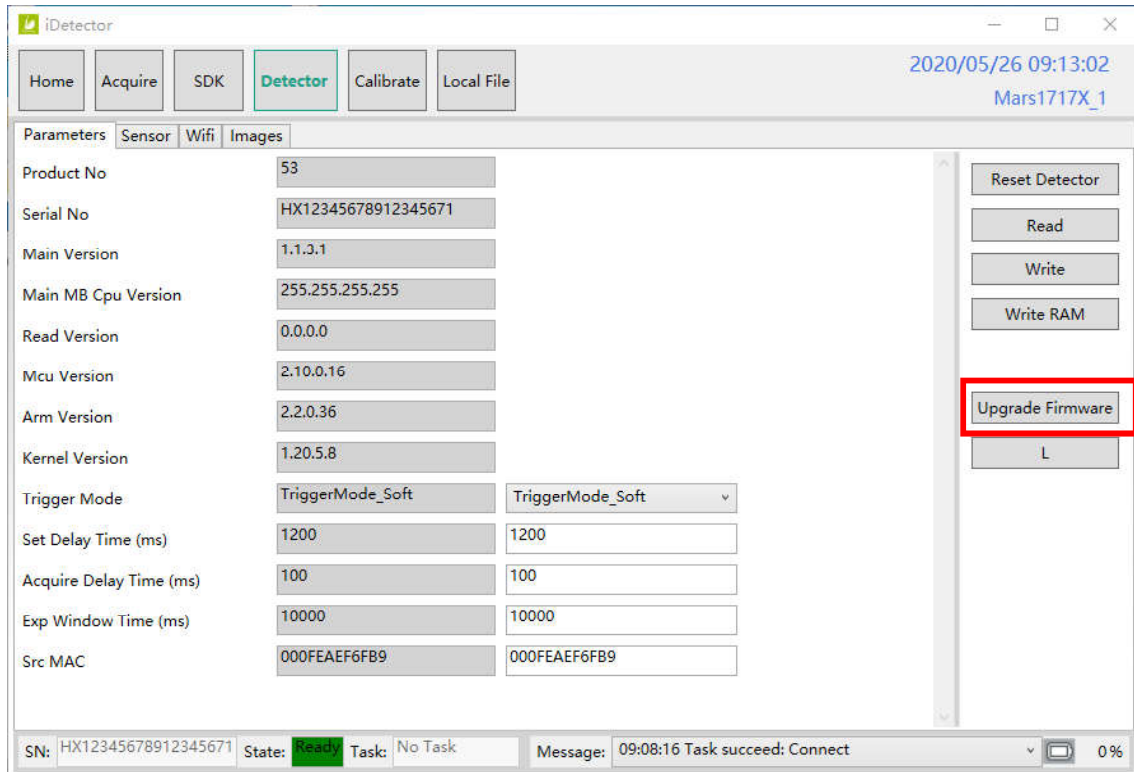 iDetector
Home Acquire SDK Detector Calibrate Local File
2020/05/26 09:13:02
Mars1717X_1
Parameters Sensor Wifi Images
Product No 53
Serial No HX12345678912345671
Main Version 1.1.3.1
Main MB Cpu Version 255.255.255.255
Read Version 0.0.0.0
Mcu Version 2.10.0.16
Arm Version 2.2.0.36
Kernel Version 1.20.5.8
Trigger Mode TriggerMode_Soft TriggerMode_Soft
Set Delay Time (ms) 1200 1200
Acquire Delay Time (ms) 100 100
Exp Window Time (ms) 10000 10000
Src MAC 000FEAEF6FB9 000FEAEF6FB9
Reset Detector
Read
Write
Write RAM
Upgrade Firmware
L
SN: HX12345678912345671 State: Ready Task: No Task Message: 09:08:16 Task succeed: Connect 0%